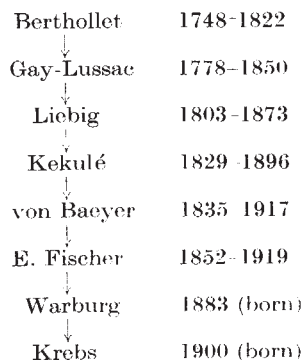 Berthollet 1748-1822
Gay-Lussac 1778-1850
Liebig 1803-1873
Kekulé 1829-1896
von Baeyer 1835-1917
E. Fischer 1852-1919
Warburg 1883 (born)
Krebs 1900 (born)